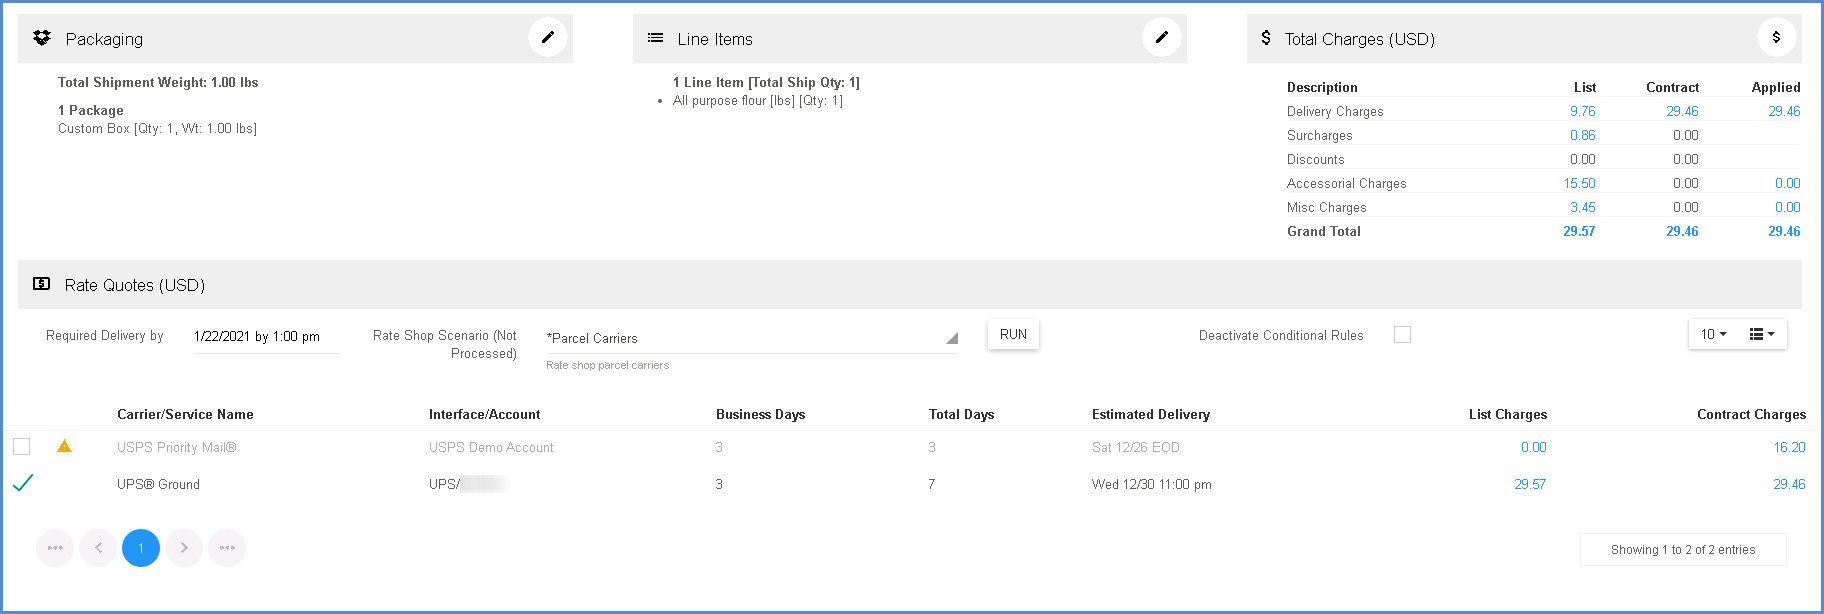 Packaging
Total Shipment Weight: 1.00 lbs
1 Package
Custom Box [Qty: 1, Wt: 1.00 lbs]
Line Items
1 Line Item [Total Ship Qty: 1]
• All purpose flour [lbs] [Qty: 1]
$ Total Charges (USD) $
Description List Contract Applied
Delivery Charges 9.76 29.46 29.46
Surcharges 0.86 0.00
Discounts 0.00 0.00
Accessorial Charges 15.50 0.00 0.00
Misc Charges 3.45 0.00 0.00
Grand Total 29.57 29.46 29.46
Rate Quotes (USD)
Required Delivery by 1/22/2021 by 1:00 pm
Rate Shop Scenario (Not
Processed)
*Parcel Carriers
Rate shop parcel carriers
RUN
Deactivate Conditional Rules
10
Carrier/Service Name Interface/Account Business Days Total Days Estimated Delivery List Charges Contract Charges
USPS Priority Mail® USPS Demo Account 3 3 Sat 12/26 EOD 0.00 16.20
UPS® Ground UPS/ 3 7 Wed 12/30 11:00 pm 29.57 29.46
1
Showing 1 to 2 of 2 entries